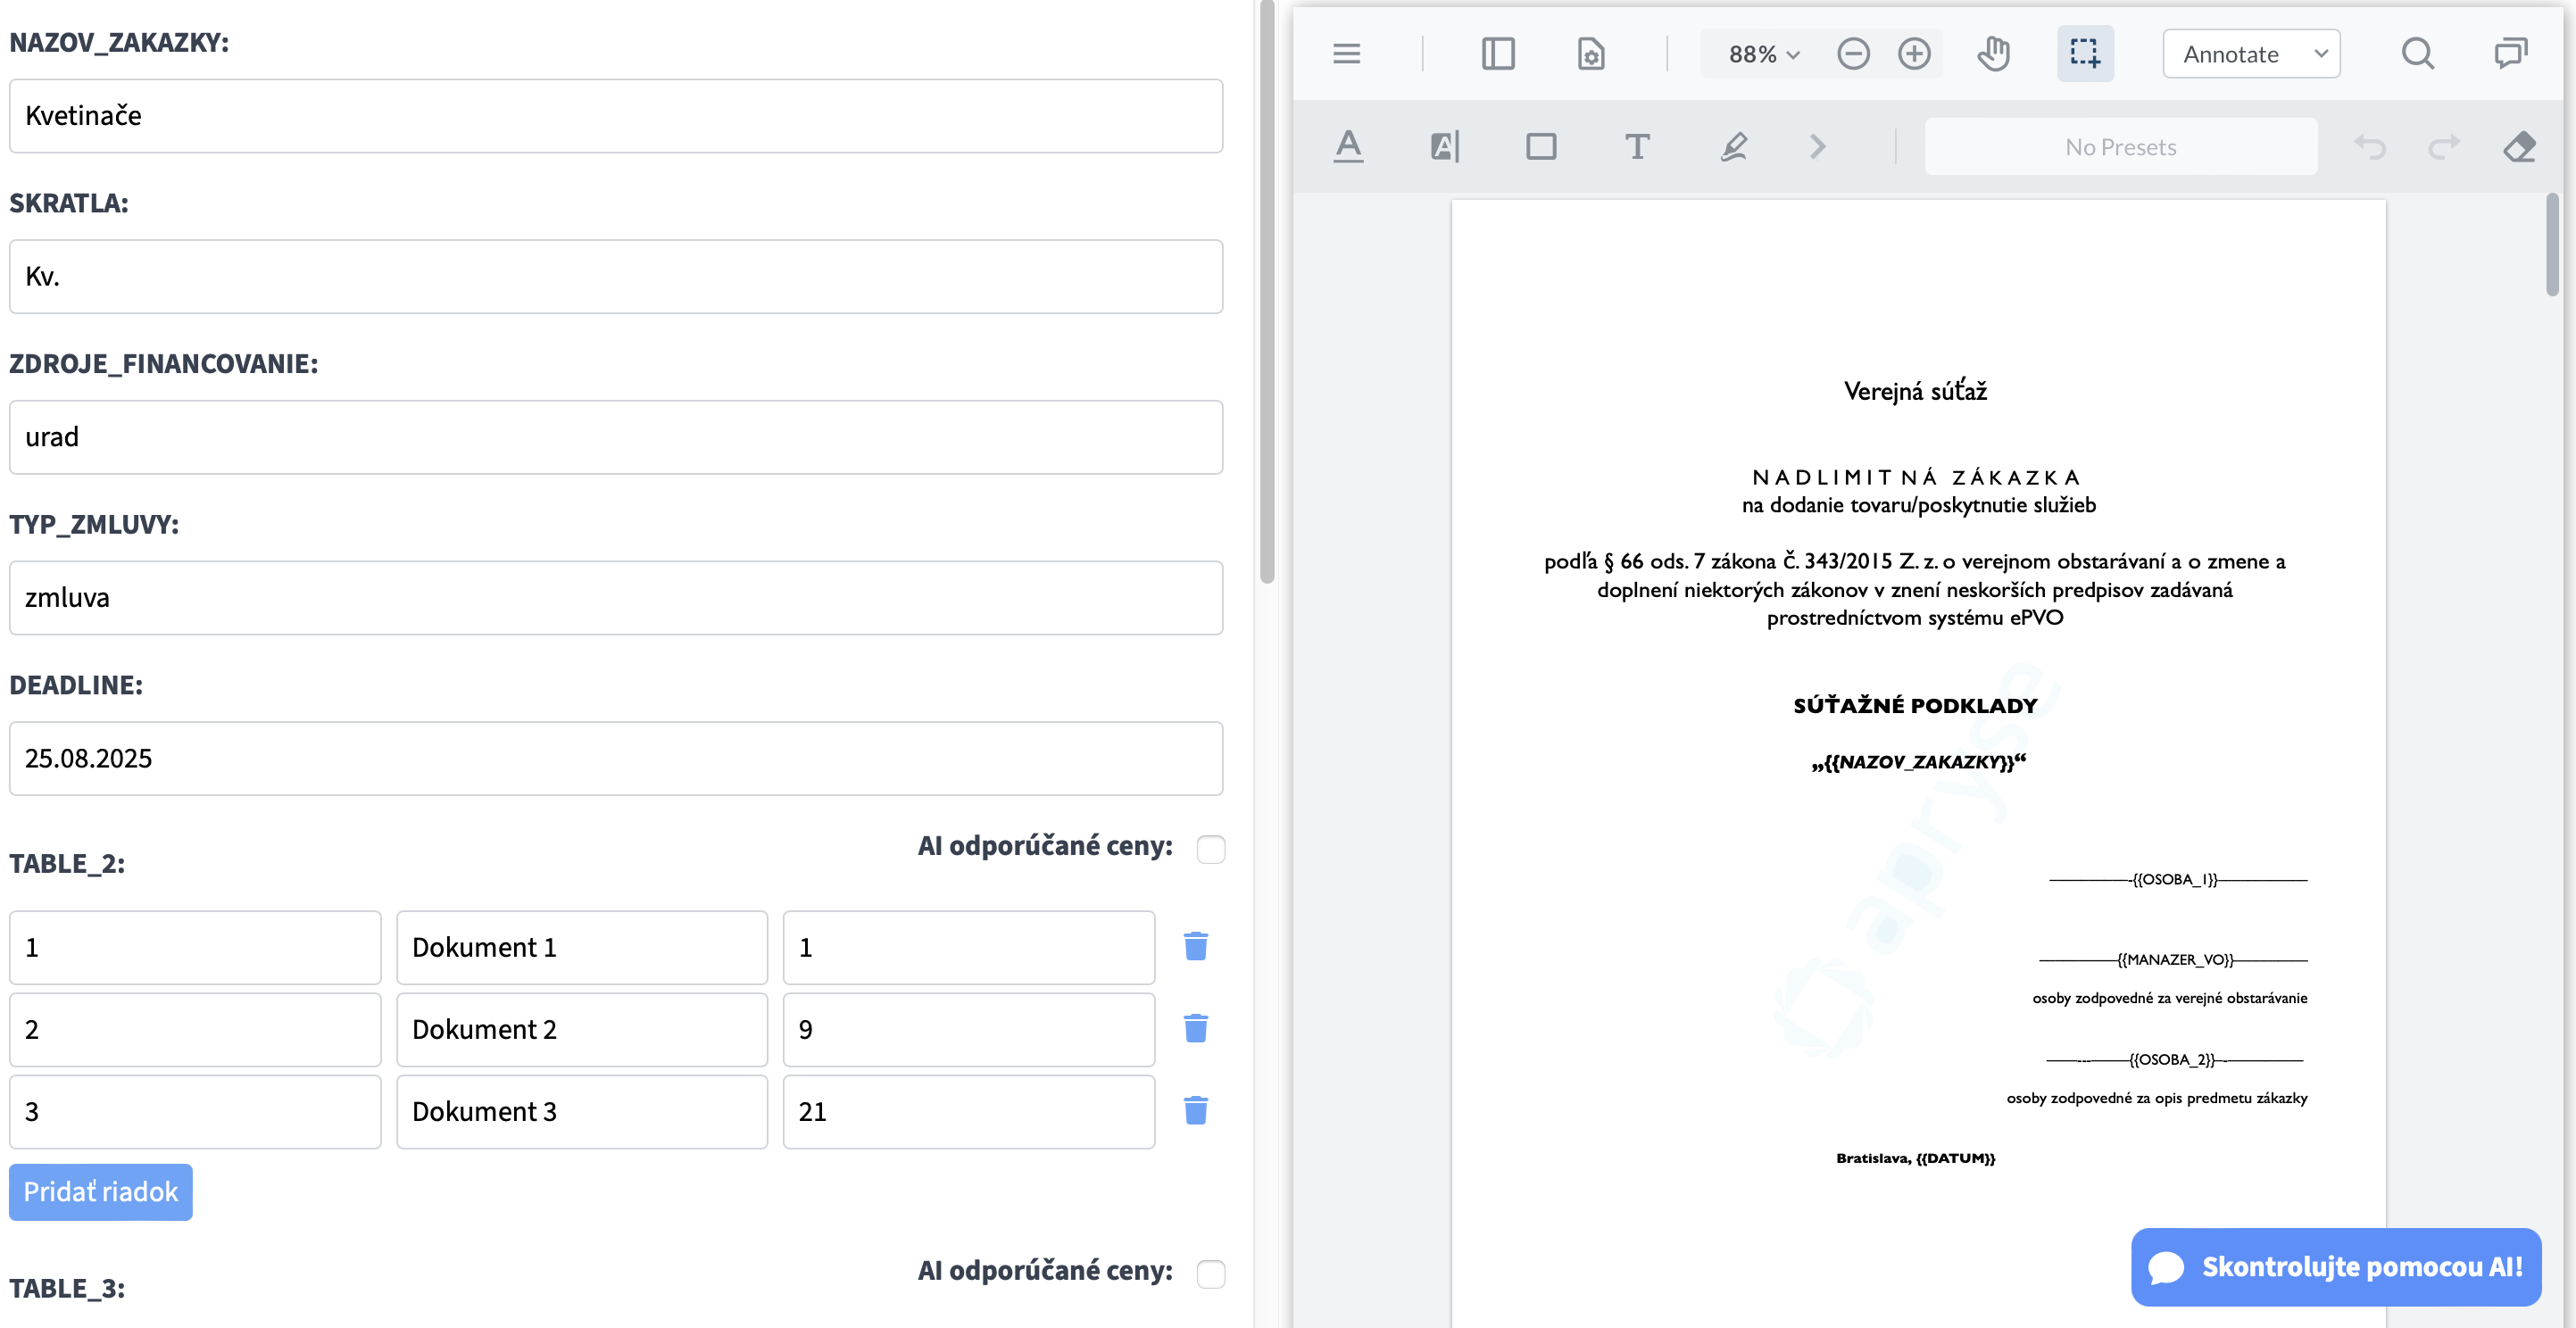 NAZOV_ZAKAZKY:
Kvetinače
SKRATLA:
Kv.
ZDROJE_FINANCOVANIE:
urad
TYP_ZMLUVY:
zmluva
DEADLINE:
25.08.2025
AI odporúčané ceny:
TABLE_2:
1 Dokument 1 1
2 Dokument 2 9
3 Dokument 3 21
Pridať riadok
AI odporúčané ceny:
TABLE_3:
88% Annotate
No Presets
Verejná súťaž
NADLIMITNÁ ZÁKAZKA
na dodanie tovaru/poskytnutie služieb
podľa § 66 ods. 7 zákona č. 343/2015 Z. z. o verejnom obstarávaní a o zmene a
doplnení niektorých zákonov v znení neskorších predpisov zadávaná
prostredníctvom systému ePVO
SÚŤAŽNÉ PODKLADY
„{{NAZOV_ZAKAZKY}}“
apryse
{{OSOBA_1}}
{{MANAZER_VO}}
osoby zodpovedné za verejné obstarávanie
{{OSOBA_2}}
osoby zodpovedné za opis predmetu zákazky
Bratislava, {{DATUM}}
Skontrolujte pomocou AI!